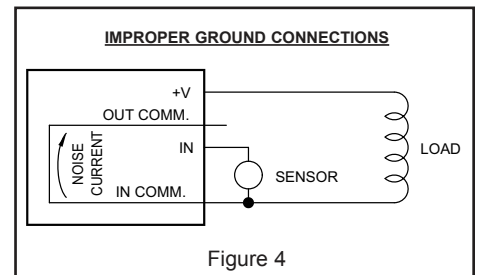 IMPROPER GROUND CONNECTIONS
+V
OUT COMM.
IN
NOISE
CURRENT
SENSOR
LOAD
IN COMM.
Figure 4